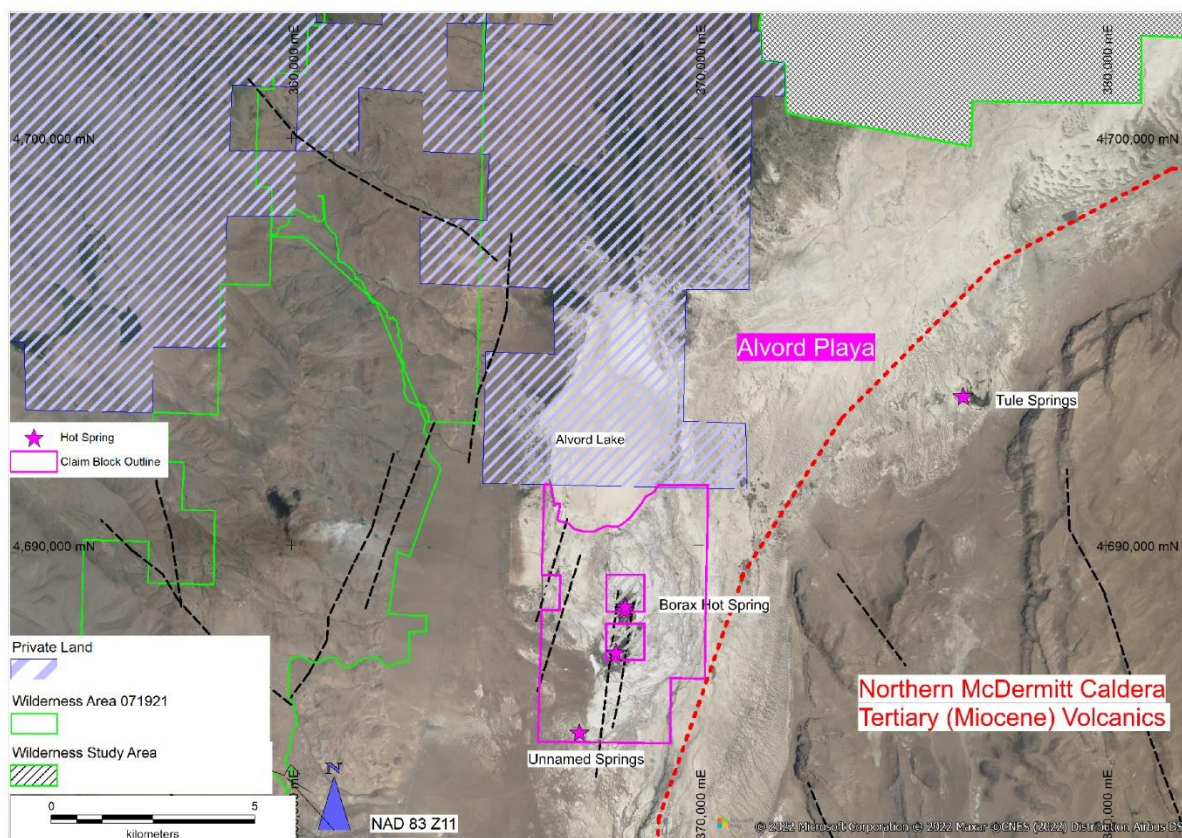 360,000 mE
370,000 mE
380,000 mE
4,700,000 mN
4,700,000 mN
Alvord Playa
Tule Springs
Hot Spring
Claim Block Outline
Alvord Lake
4,690,000 mN
4,690,000 mN
Borax Hot Spring
Private Land
Wilderness Area 071921
Northern McDermitt Caldera
Tertiary (Miocene) Volcanics
Wilderness Study Area
Unnamed Springs
N
0
5
kilometers
NAD 83 Z11
370,000 mE
© 2022 Microsoft Corporation © 2022 Maxar ©CNES (2022) Distribution Airbus DS